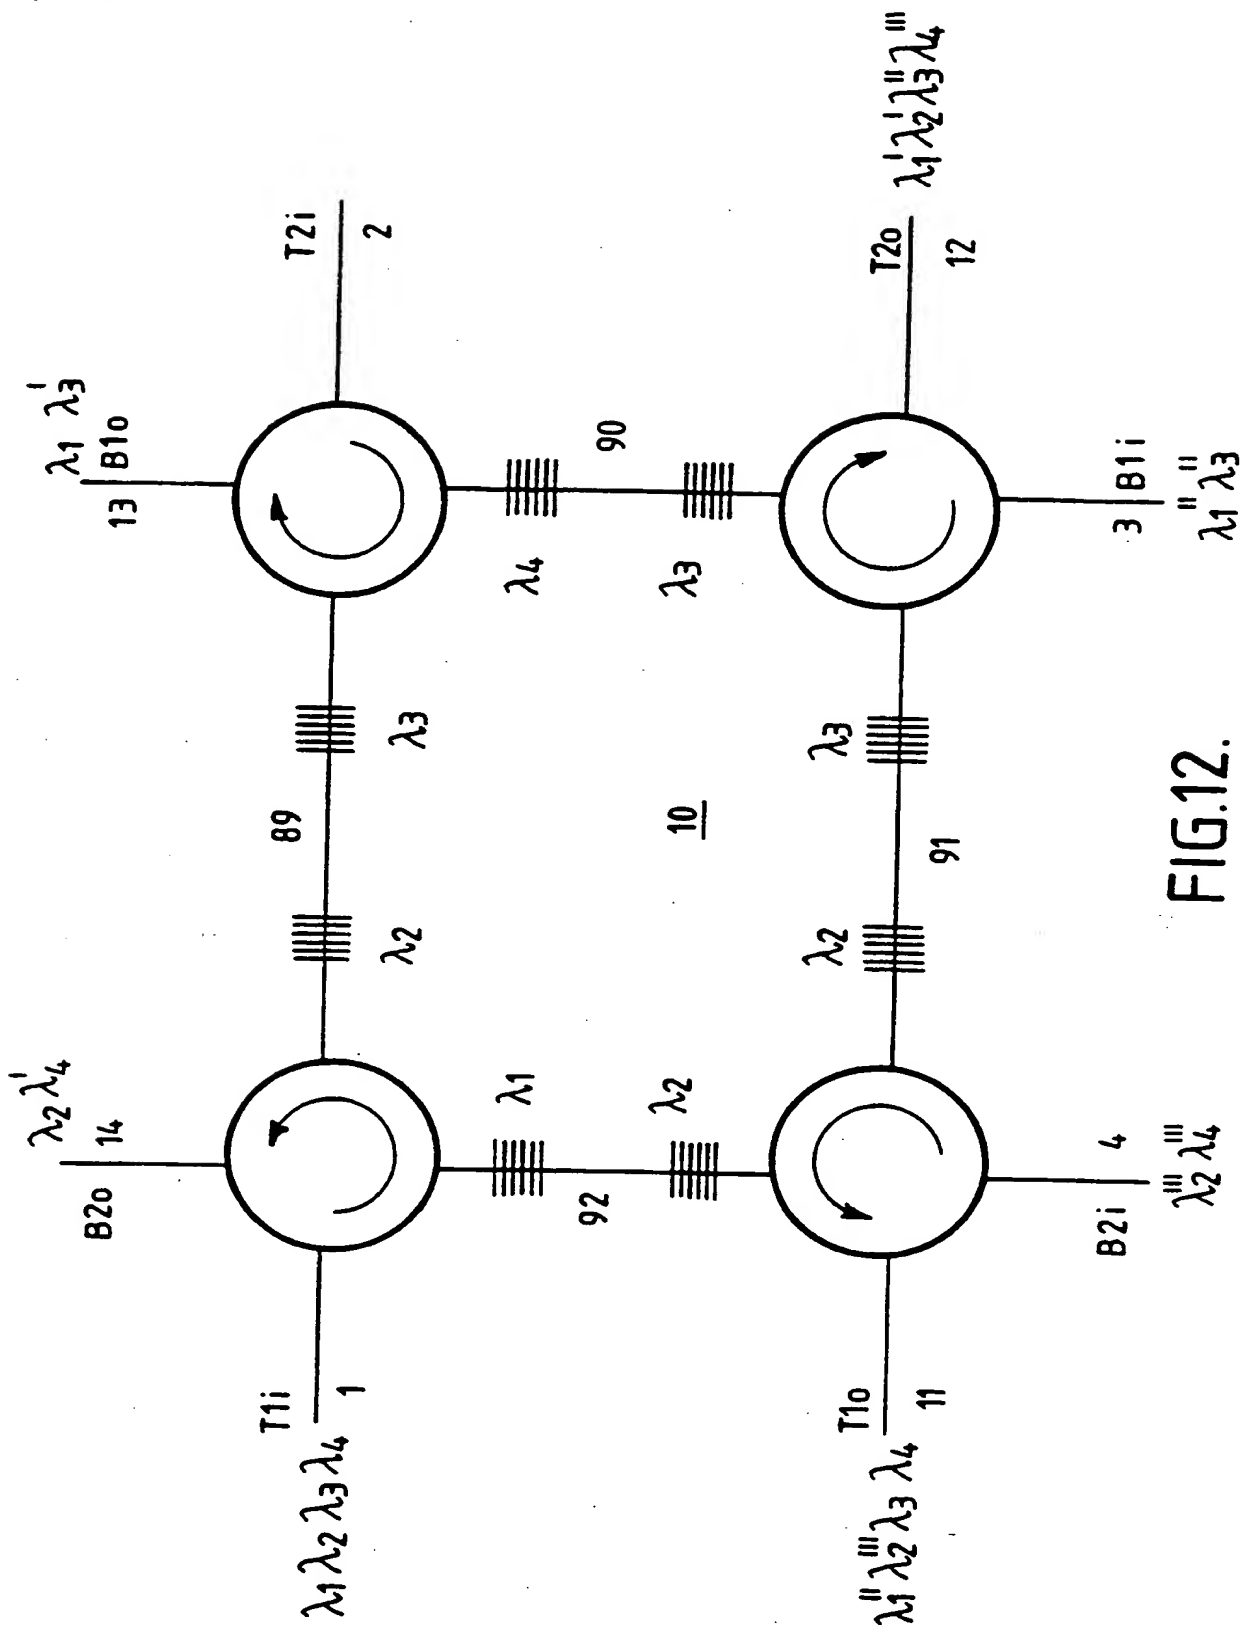 λ2 λ4'
λ1 λ3'
B2o
14
13
B1o
T1i
λ1 λ2 λ3 λ4
1
89
T2i
2
λ2
λ3
λ1
λ4
92
90
λ2
λ3
10
λ2
λ3
T1o
λ1'' λ2''' λ3 λ4
11
91
T2o
λ1' λ2' λ3'' λ4'''
12
B2i
4
λ2''' λ4'''
3
B1i
λ1'' λ3''
FIG.12.